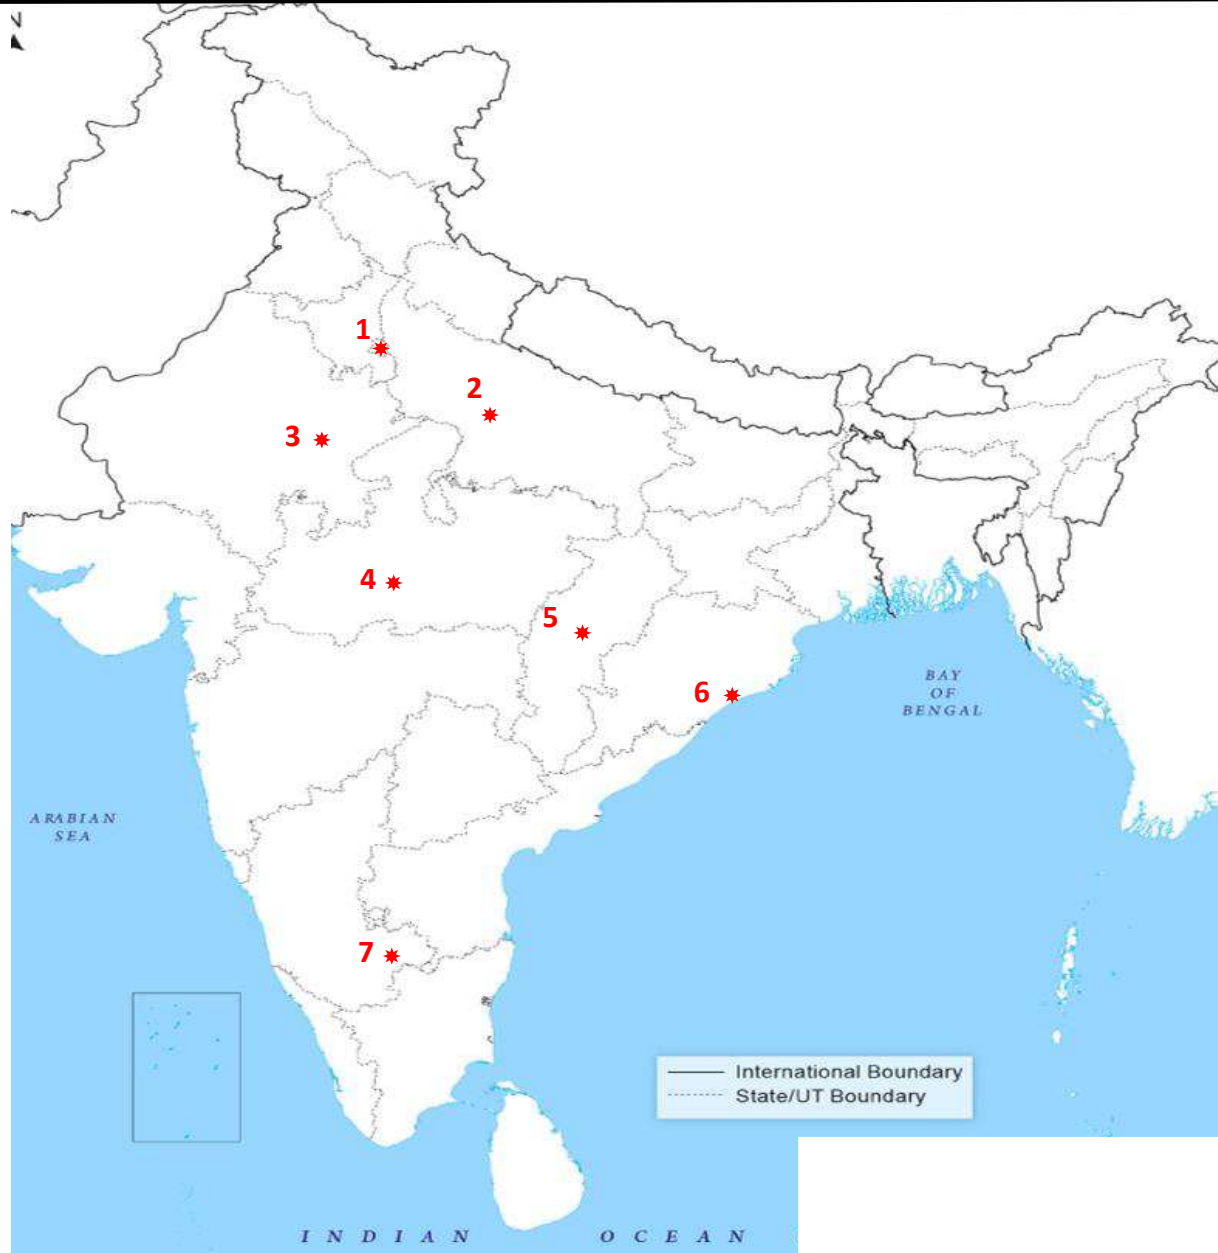 N
1
2
3
4
5
6
7
BAY
OF
BENGAL
ARABIAN
SEA
International Boundary
State/UT Boundary
INDIAN OCEAN